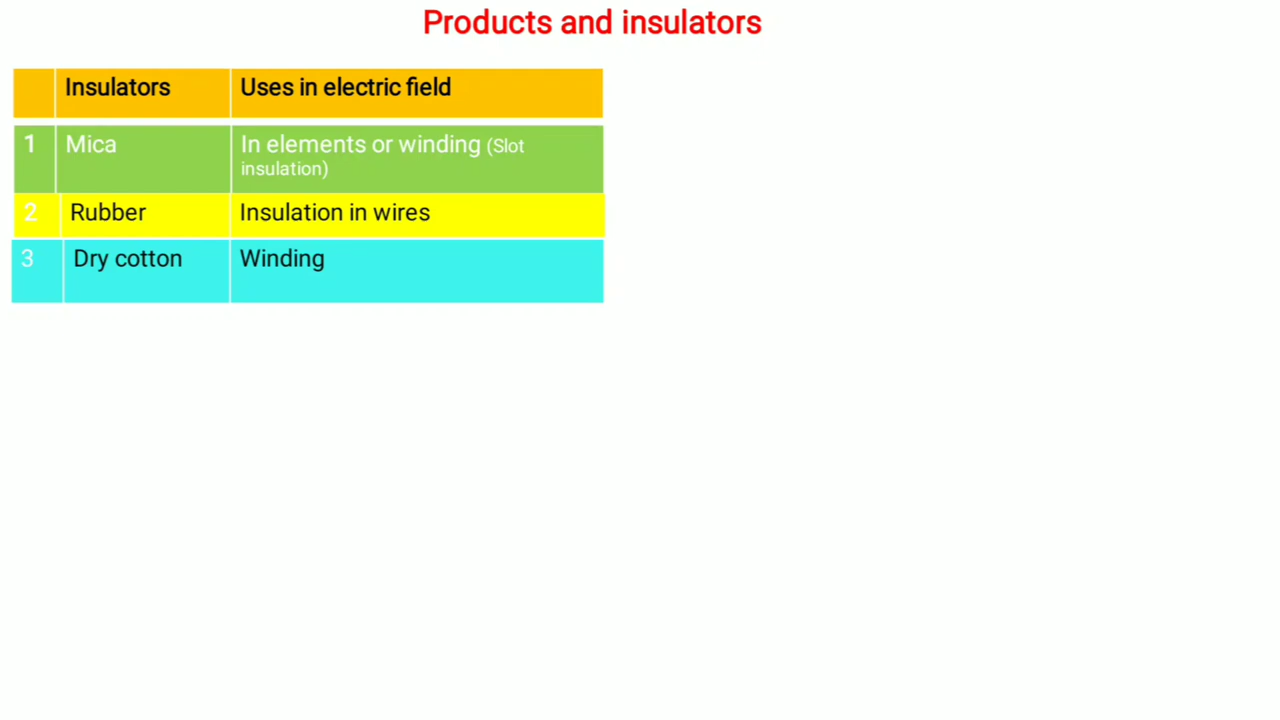 Products and insulators
Insulators Uses in electric field
1 Mica In elements or winding (Slot
insulation)
2 Rubber Insulation in wires
3 Dry cotton Winding